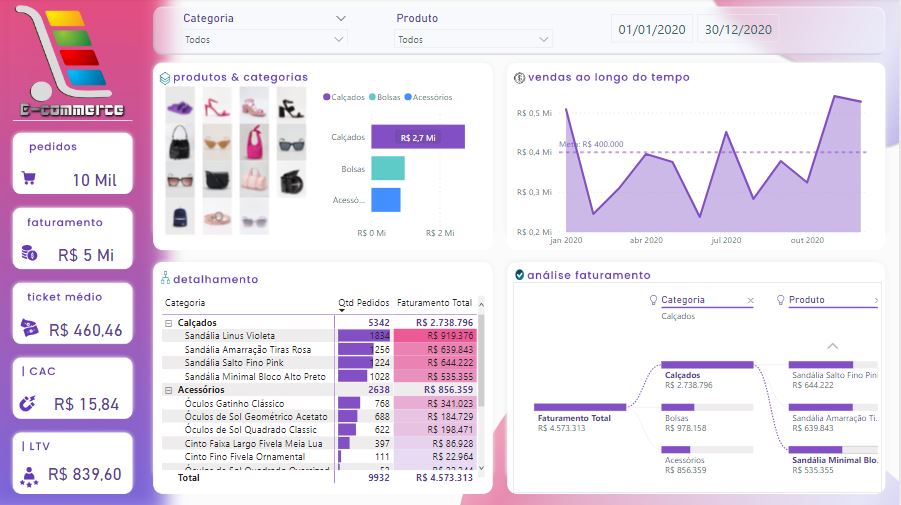 E-commerce
Categoria
Todos
Produto
Todos
01/01/2020
30/12/2020
pedidos
10 Mil
faturamento
R$ 5 Mi
ticket médio
R$ 460,46
| CAC
R$ 15,84
| LTV
R$ 839,60
produtos & categorias
Calçados Bolsas Acessórios
Calçados
R$ 2,7 Mi
Bolsas
Acessó...
R$ 0 Mi R$ 2 Mi
vendas ao longo do tempo
R$ 0,5 Mi
Meta: R$ 400.000
R$ 0,4 Mi
R$ 0,3 Mi
R$ 0,2 Mi
jan 2020 abr 2020 jul 2020 out 2020
detalhamento
Categoria Qtd Pedidos Faturamento Total
Calçados 5342 R$ 2.738.796
Sandália Linus Violeta 1834 R$ 919.376
Sandália Amarração Tiras Rosa 1256 R$ 639.843
Sandália Salto Fino Pink 1224 R$ 644.222
Sandália Minimal Bloco Alto Preto 1028 R$ 535.355
Acessórios 2638 R$ 856.359
Óculos Gatinho Clássico 768 R$ 341.023
Óculos de Sol Geométrico Acetato 688 R$ 184.729
Óculos de Sol Quadrado Classic 622 R$ 198.471
Cinto Faixa Largo Fivela Meia Lua 397 R$ 86.928
Cinto Fino Fivela Ornamental 111 R$ 22.964
Óculos de Sol Quadrado
Total 9932 R$ 4.573.313
análise faturamento
Categoria
Calçados
Produto
Faturamento Total
R$ 4.573.313
Calçados
R$ 2.738.796
Bolsas
R$ 978.158
Acessórios
R$ 856.359
Sandália Salto Fino Pin
R$ 644.222
Sandália Amarração Ti...
R$ 639.843
Sandália Minimal Blo...
R$ 535.355